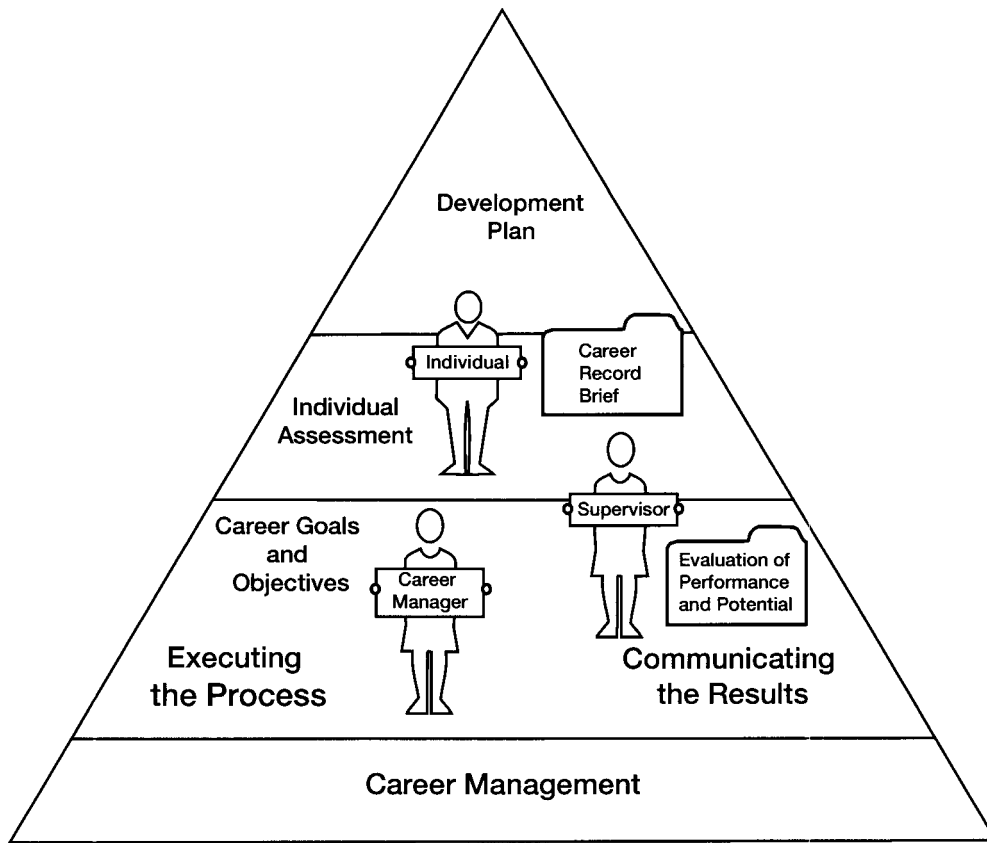 Development
Plan
Individual
Career
Record
Brief
Individual
Assessment
Supervisor
Career Goals
and
Objectives
Career
Manager
Evaluation of
Performance
and Potential
Executing
the Process
Communicating
the Results
Career Management